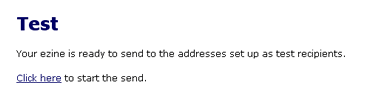 Test
Your ezine is ready to send to the addresses set up as test recipients.
Click here to start the send.